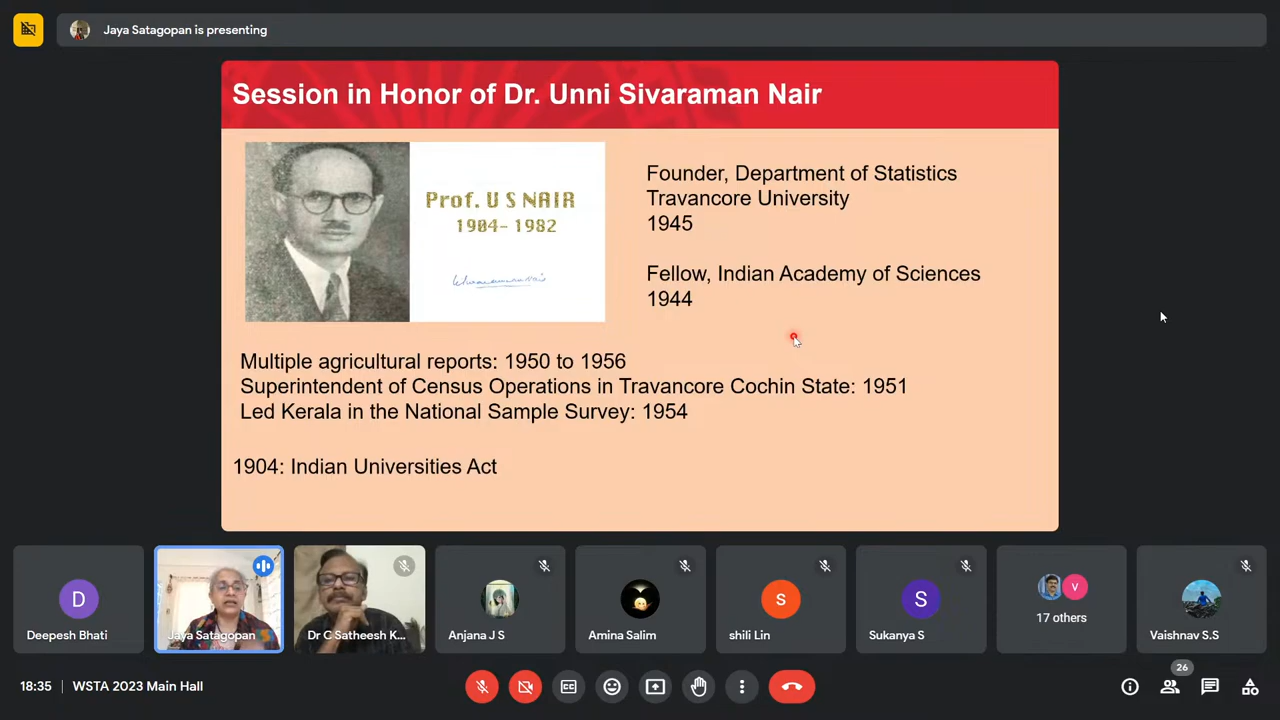 Jaya Satagopan is presenting
Session in Honor of Dr. Unni Sivaraman Nair
Prof. U S NAIR
1904- 1982
Founder, Department of Statistics
Travancore University
1945
Fellow, Indian Academy of Sciences
1944
Multiple agricultural reports: 1950 to 1956
Superintendent of Census Operations in Travancore Cochin State: 1951
Led Kerala in the National Sample Survey: 1954
1904: Indian Universities Act
D
Deepesh Bhati
Jaya Satagopan
Dr C Satheesh K...
Anjana J S
Amina Salim
S
shili Lin
S
Sukanya S
V
17 others
Vaishnav S.S
18:35 | WSTA 2023 Main Hall
CC
26